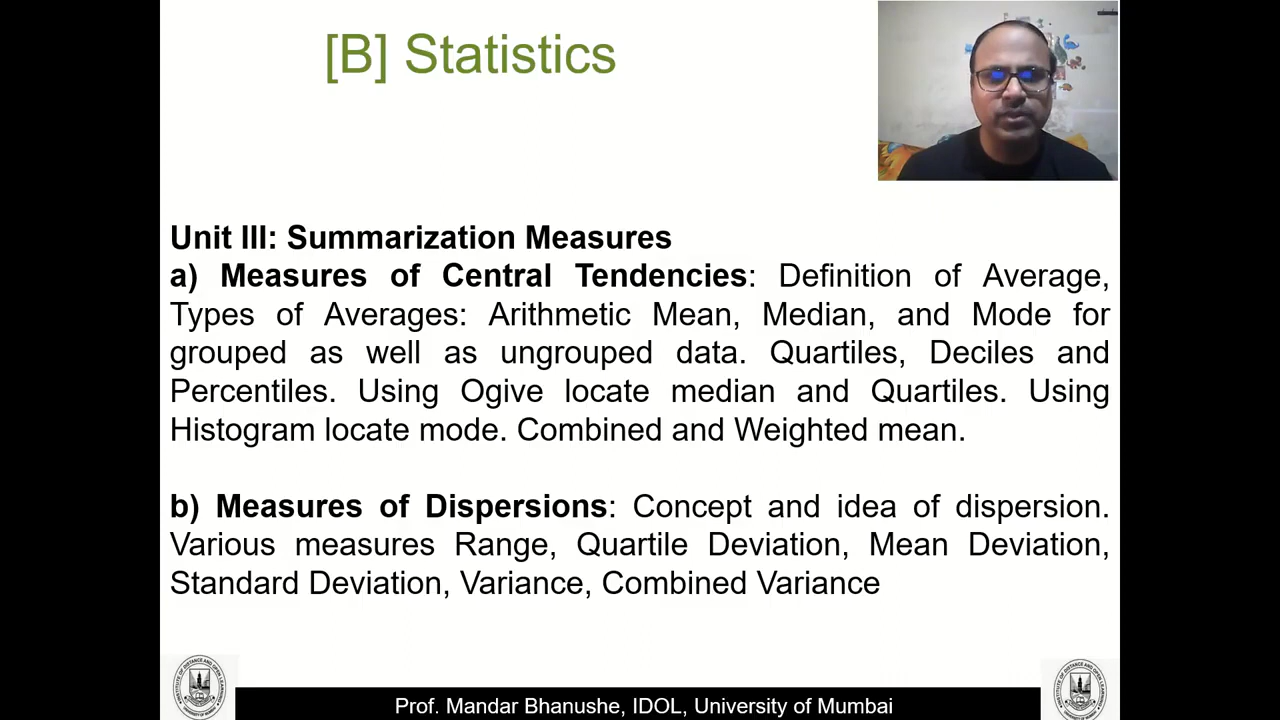 [B] Statistics
Unit III: Summarization Measures
a) Measures of Central Tendencies: Definition of Average,
Types of Averages: Arithmetic Mean, Median, and Mode for
grouped as well as ungrouped data. Quartiles, Deciles and
Percentiles. Using Ogive locate median and Quartiles. Using
Histogram locate mode. Combined and Weighted mean.
b) Measures of Dispersions: Concept and idea of dispersion.
Various measures Range, Quartile Deviation, Mean Deviation,
Standard Deviation, Variance, Combined Variance
Prof. Mandar Bhanushe, IDOL, University of Mumbai